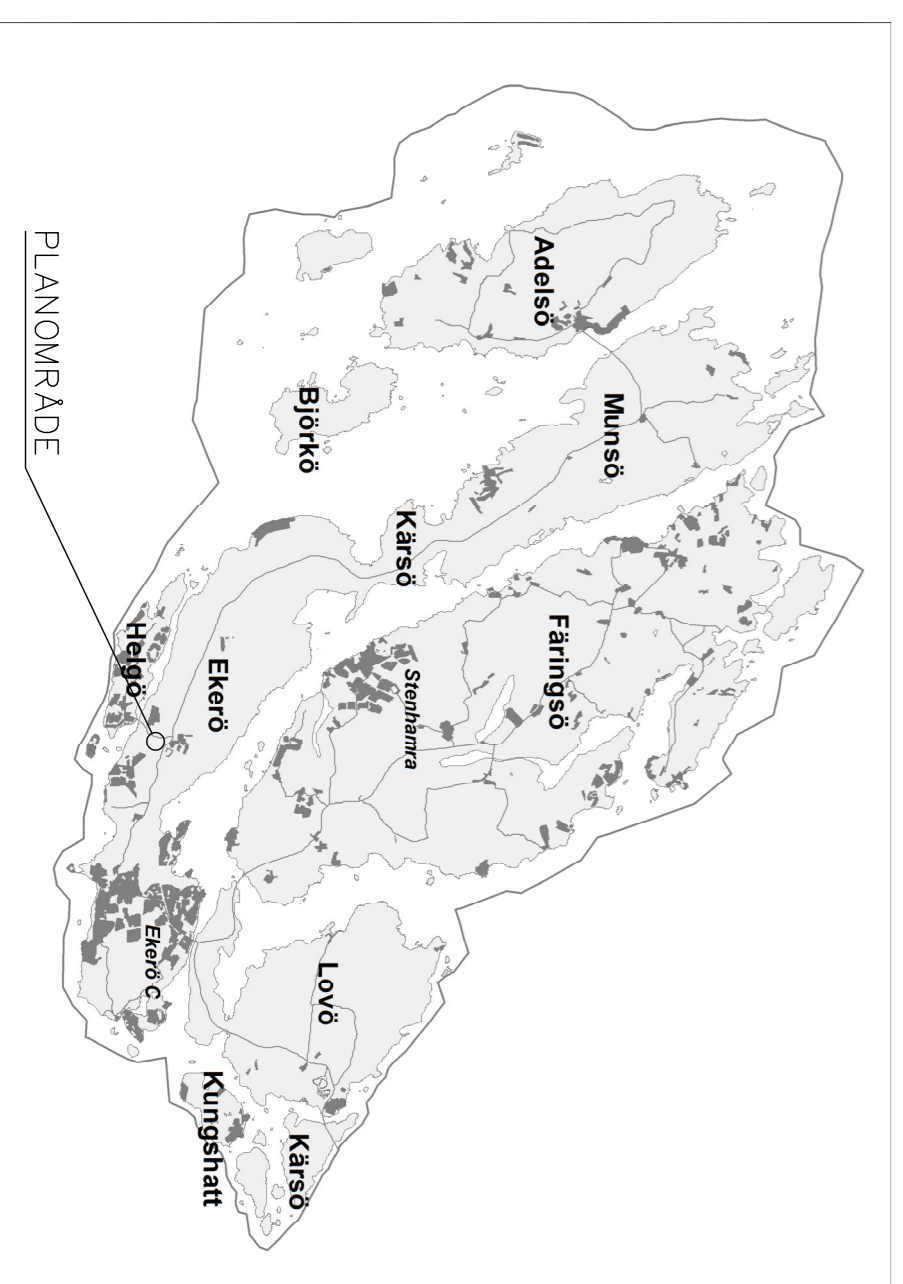 Adelsö
Munsö
Björkö
Kärsö
Färingsö
Stenhamra
Ekerö
Helgö
Ekerö C
Lovö
Kärsö
Kungshatt
PLANOMRÅDE